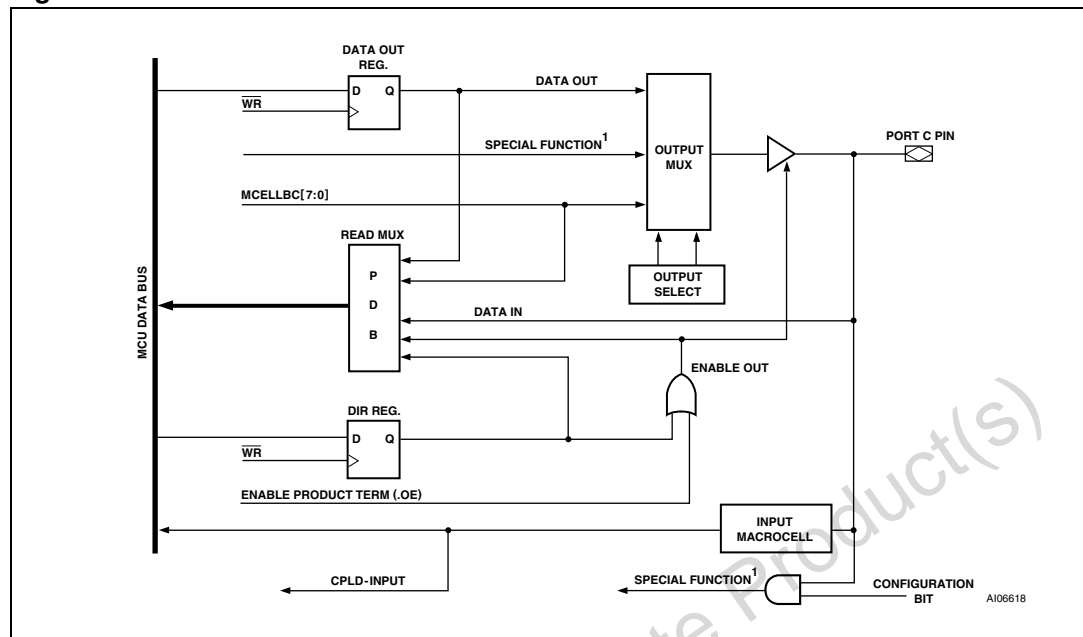 DATA OUT
REG.
D Q
WR
DATA OUT
SPECIAL FUNCTION1
MCELLBC[7:0]
OUTPUT
MUX
PORT C PIN
OUTPUT
SELECT
READ MUX
P
D
B
MCU DATA BUS
DATA IN
ENABLE OUT
DIR REG.
D Q
WR
ENABLE PRODUCT TERM (.OE)
INPUT
MACROCELL
CPLD-INPUT
SPECIAL FUNCTION1
CONFIGURATION
BIT
AI06618
Product(s)